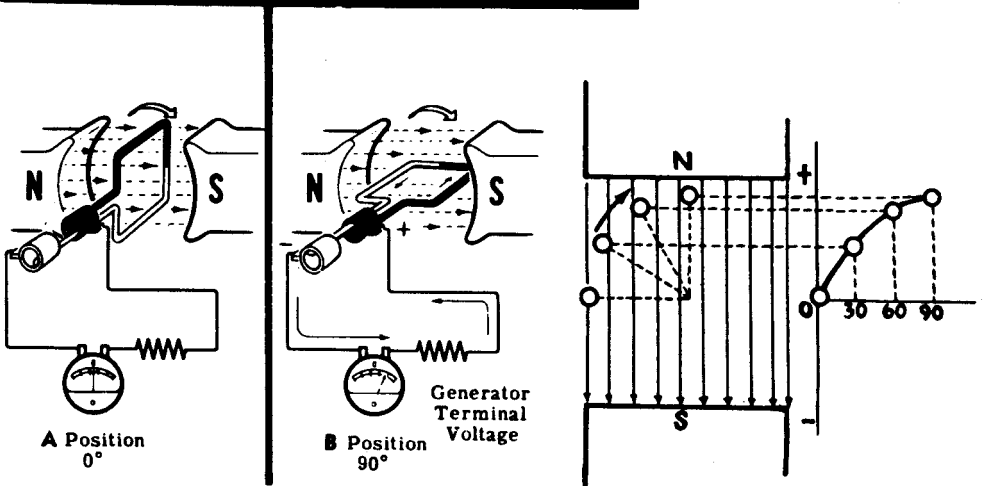 N
S
A Position
0°
N
S
-
+
Generator
Terminal
Voltage
B Position
90°
N
S
+
0
30
60
90
-